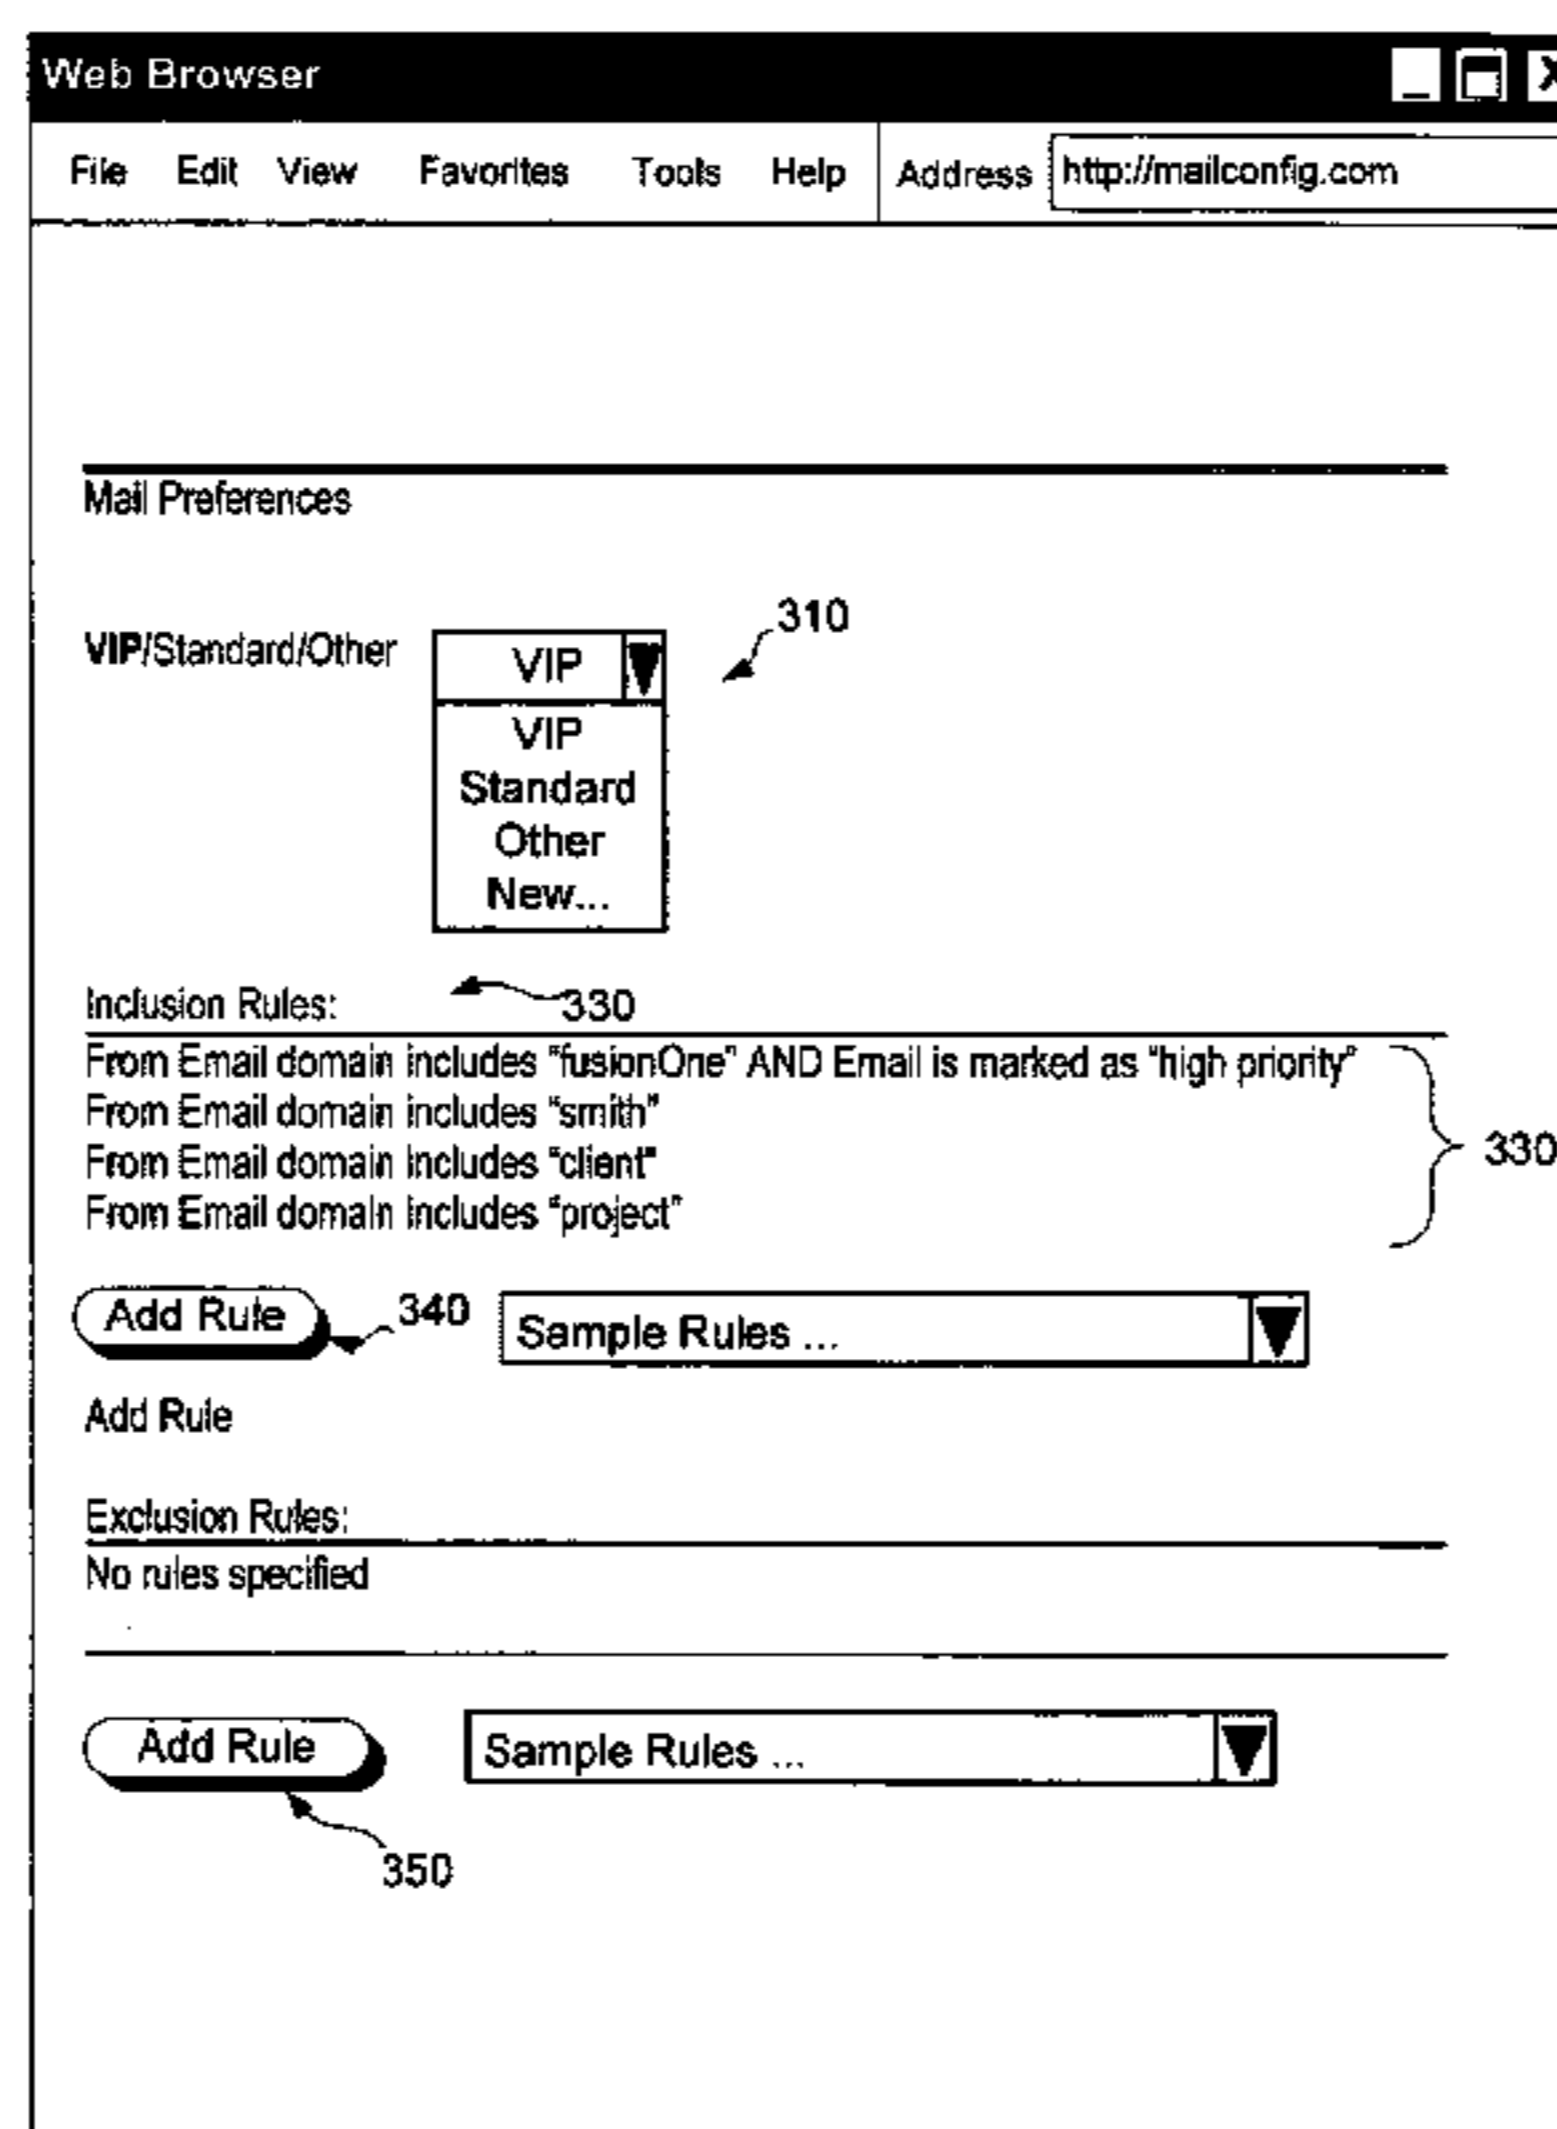 Web Browser
File Edit View Favorites Tools Help Address http://mailconfig.com
Mail Preferences
310
VIP/Standard/Other VIP
VIP
Standard
Other
New...
Inclusion Rules: 330
From Email domain includes "fusionOne" AND Email is marked as "high priority"
From Email domain includes "smith"
From Email domain includes "client"
330
From Email domain includes "project"
Add Rule 340 Sample Rules ...
Add Rule
Exclusion Rules:
No rules specified
Add Rule Sample Rules ...
350